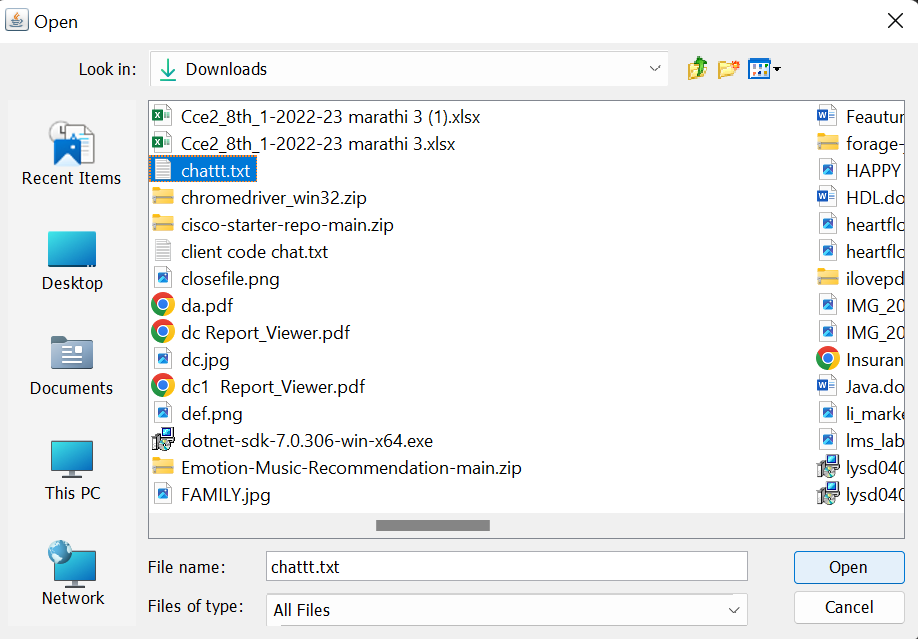 Open
Look in:
Downloads
Recent Items
Desktop
Documents
This PC
Network
Cce2_8th_1-2022-23 marathi 3 (1).xlsx
Cce2_8th_1-2022-23 marathi 3.xlsx
chattt.txt
chromedriver_win32.zip
cisco-starter-repo-main.zip
client code chat.txt
closefile.png
da.pdf
dc Report_Viewer.pdf
dc.jpg
dc1 Report_Viewer.pdf
def.png
dotnet-sdk-7.0.306-win-x64.exe
Emotion-Music-Recommendation-main.zip
FAMILY.jpg
Featur
forage-
HAPPY
HDL.do
heartflo
heartflo
ilovepd
IMG_20
IMG_20
Insuran
Java.do
li_marke
lms_lab
lysd040
lysd040
File name:
chattt.txt
Open
Files of type:
All Files
Cancel